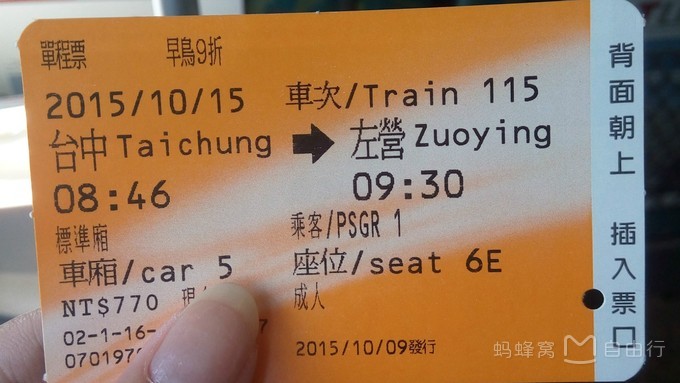 單程票 早鳥9折
2015/10/15 車次/Train 115
台中 Taichung ➡ 左營 Zuoying
08:46 09:30
標準廂 乘客/PSGR 1
車廂/car 5 座位/seat 6E
NT$770 成人
02-1-16-
2015/10/09發行
背面朝上 插入票口
蚂蜂窝 自由行